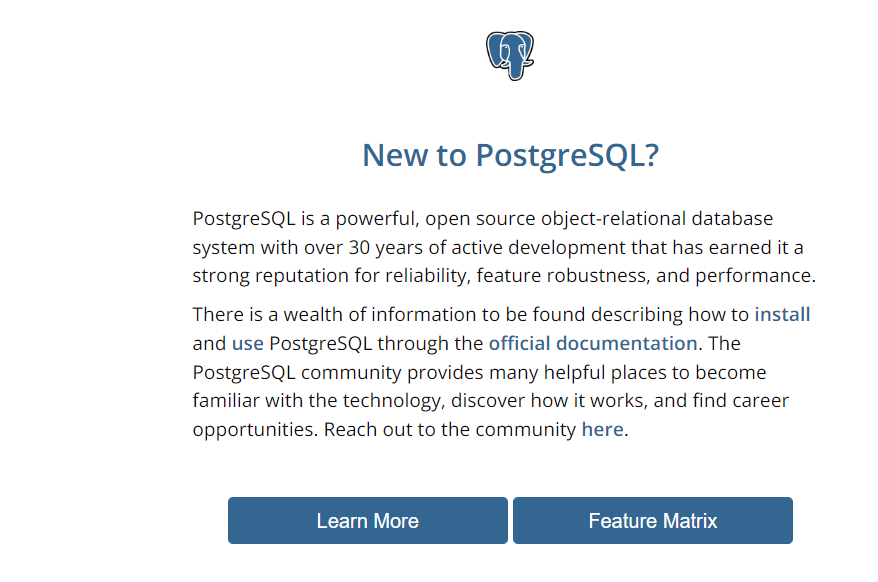 New to PostgreSQL?
PostgreSQL is a powerful, open source object-relational database
system with over 30 years of active development that has earned it a
strong reputation for reliability, feature robustness, and performance.
There is a wealth of information to be found describing how to install
and use PostgreSQL through the official documentation. The
PostgreSQL community provides many helpful places to become
familiar with the technology, discover how it works, and find career
opportunities. Reach out to the community here.
Learn More
Feature Matrix